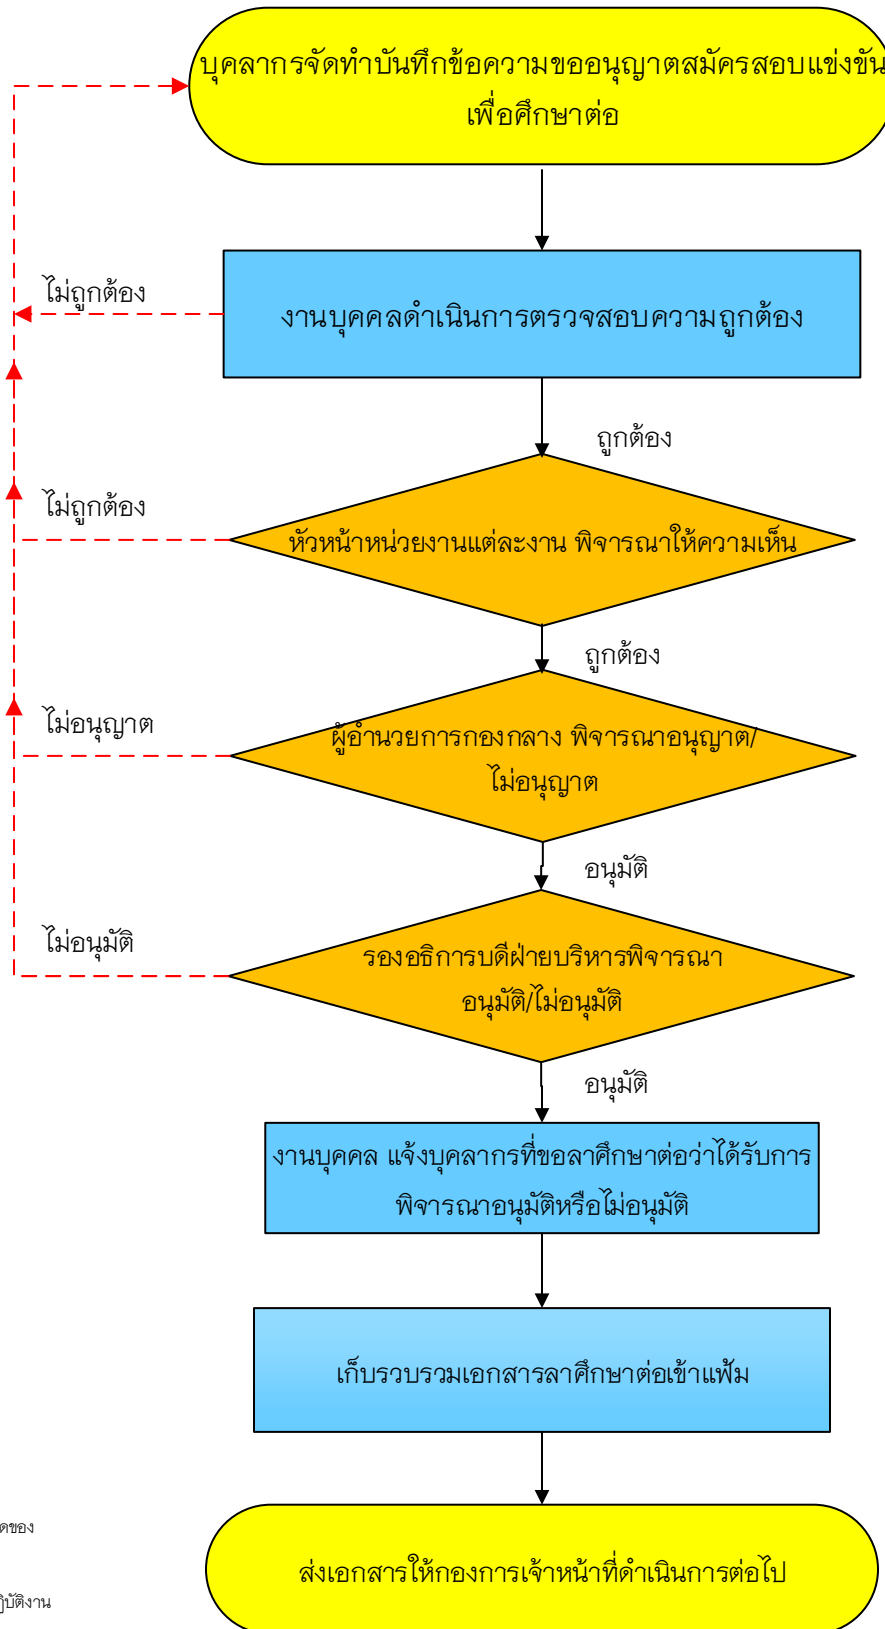 บุคลากรจัดทำบันทึกข้อความขออนุญาตสมัครสอบแข่งขัน
เพื่อศึกษาต่อ
ไม่ถูกต้อง
งานบุคคลดำเนินการตรวจสอบความถูกต้อง
ถูกต้อง
ไม่ถูกต้อง
หัวหน้าหน่วยงานแต่ละงาน พิจารณาให้ความเห็น
ถูกต้อง
ไม่อนุญาต
ผู้อำนวยการกองกลาง พิจารณาอนุญาต/
ไม่อนุญาต
อนุมัติ
ไม่อนุมัติ
รองอธิการบดีฝ่ายบริหารพิจารณา
อนุมัติ/ไม่อนุมัติ
อนุมัติ
งานบุคคล แจ้งบุคลากรที่ขอลาศึกษาต่อว่าได้รับการ
พิจารณาอนุมัติหรือไม่อนุมัติ
เก็บรวบรวมเอกสารลาศึกษาต่อเข้าแฟ้ม
ส่งเอกสารให้กองการเจ้าหน้าที่ดำเนินการต่อไป